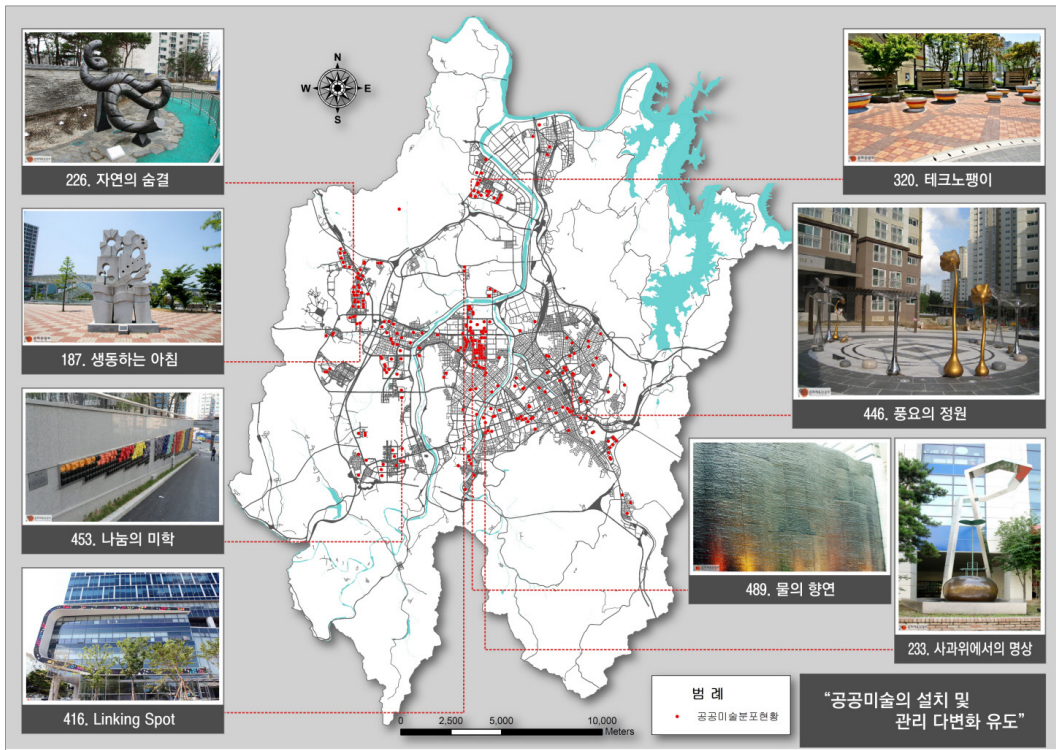 N
W
E
S
226. 자연의 숨결
320. 테크노팽이
187. 생동하는 아침
446. 풍요의 정원
453. 나눔의 미학
489. 물의 향연
233. 사과위에서의 명상
416. Linking Spot
범 례
공공미술분포현황
"공공미술의 설치 및
관리 다변화 유도"
0 2,500 5,000 10,000
Meters